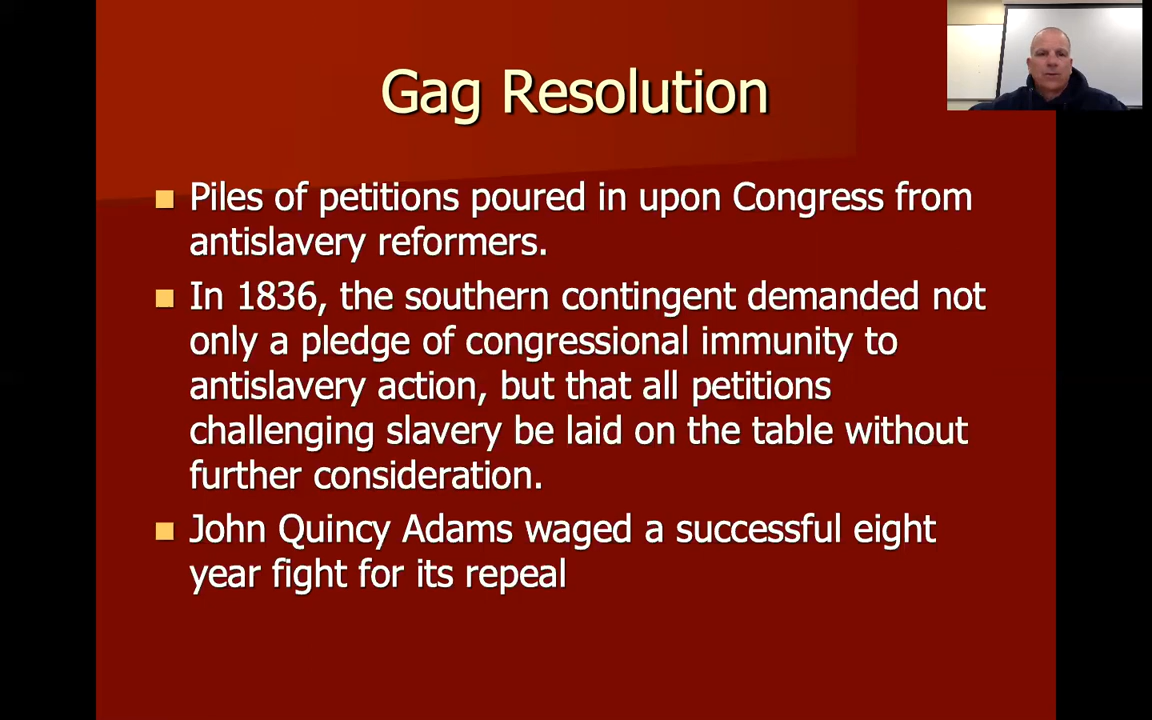 Gag Resolution
Piles of petitions poured in upon Congress from
antislavery reformers.
In 1836, the southern contingent demanded not
only a pledge of congressional immunity to
antislavery action, but that all petitions
challenging slavery be laid on the table without
further consideration.
John Quincy Adams waged a successful eight
year fight for its repeal